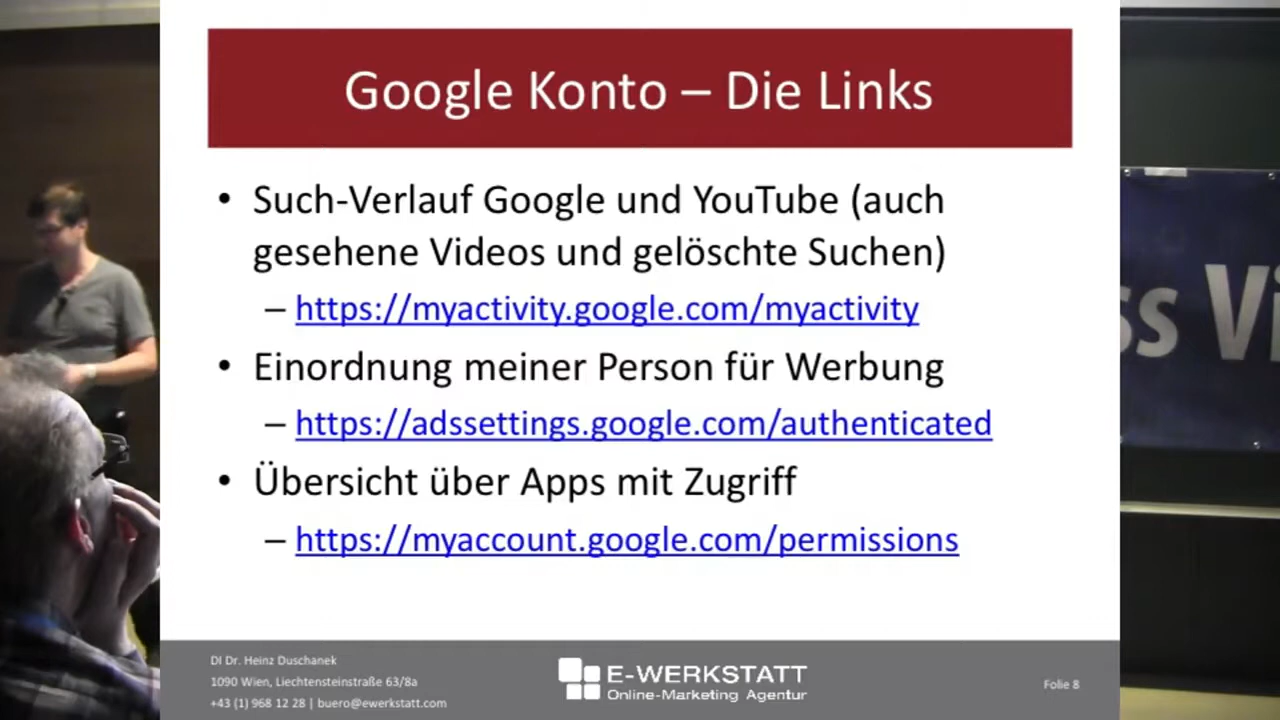 Google Konto – Die Links
• Such-Verlauf Google und YouTube (auch
gesehene Videos und gelöschte Suchen)
– https://myactivity.google.com/myactivity
• Einordnung meiner Person für Werbung
– https://adssettings.google.com/authenticated
• Übersicht über Apps mit Zugriff
– https://myaccount.google.com/permissions
ss Vi
DI Dr. Heinz Duschanek
1090 Wien, Liechtensteinstraße 63/8a
+43 (1) 968 12 28 | buero@ewerkstatt.com
E-WERKSTATT
Online-Marketing Agentur
Folie 8